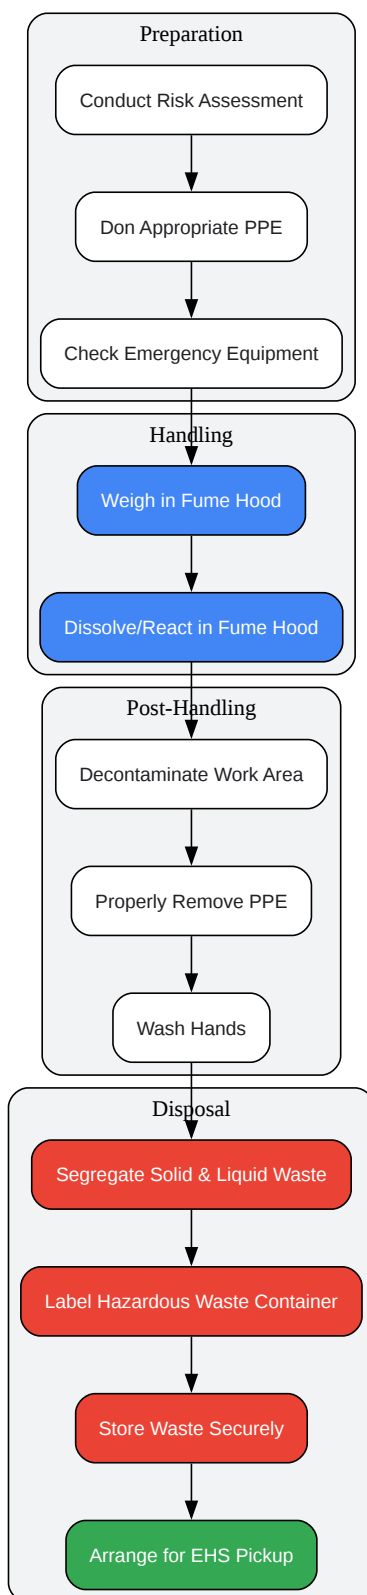 Preparation
Conduct Risk Assessment
Don Appropriate PPE
Check Emergency Equipment
Handling
Weigh in Fume Hood
Dissolve/React in Fume Hood
Post-Handling
Decontaminate Work Area
Properly Remove PPE
Wash Hands
Disposal
Segregate Solid & Liquid Waste
Label Hazardous Waste Container
Store Waste Securely
Arrange for EHS Pickup